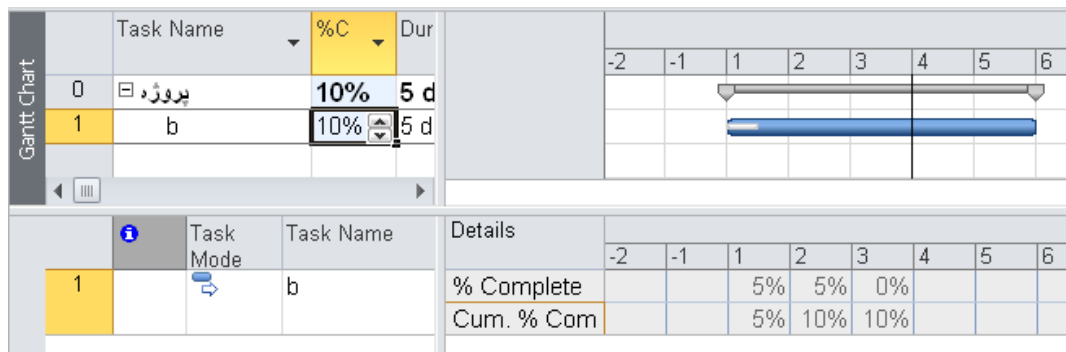 Gantt Chart
Task Name %C Dur
-2 -1 1 2 3 4 5 6
0 پروژه 10% 5 d
1 b 10% 5 d
Task Mode Task Name Details
-2 -1 1 2 3 4 5 6
1 b % Complete 5% 5% 0%
Cum. % Com 5% 10% 10%